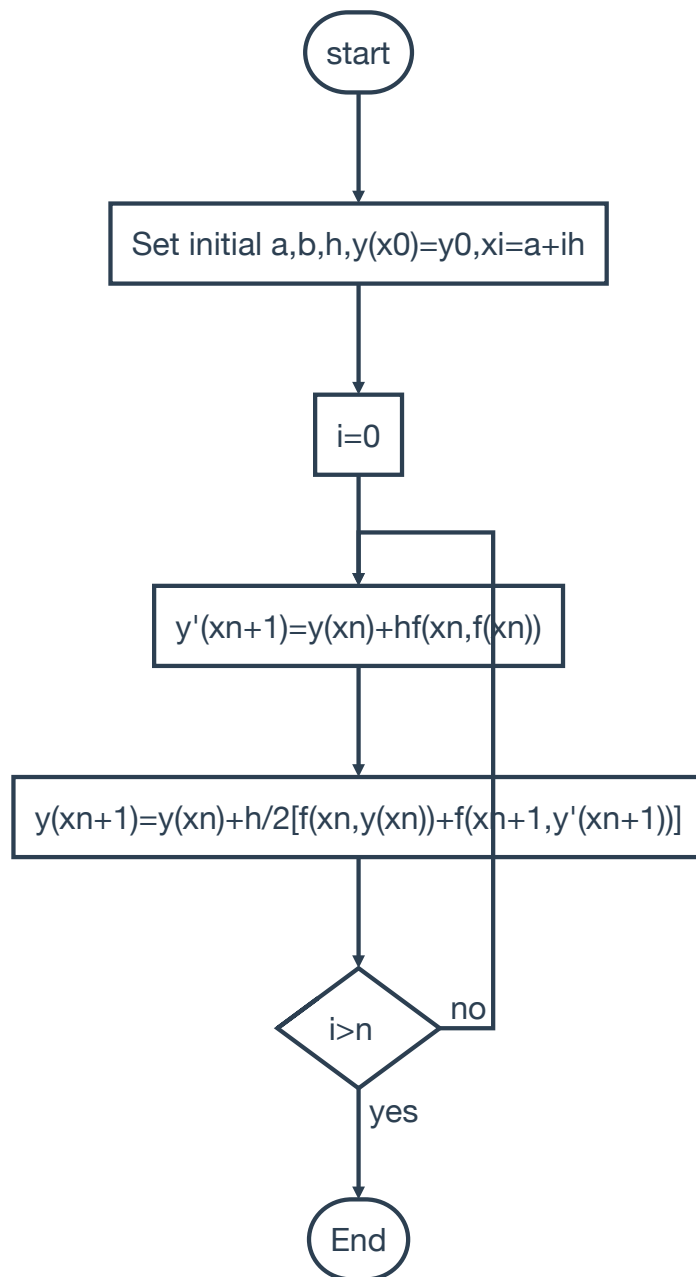 start
Set initial a,b,h,y(x0)=y0,xi=a+ih
i=0
y'(xn+1)=y(xn)+hf(xn,f(xn))
y(xn+1)=y(xn)+h/2[f(xn,y(xn))+f(xn+1,y'(xn+1))]
i>n
no
yes
End